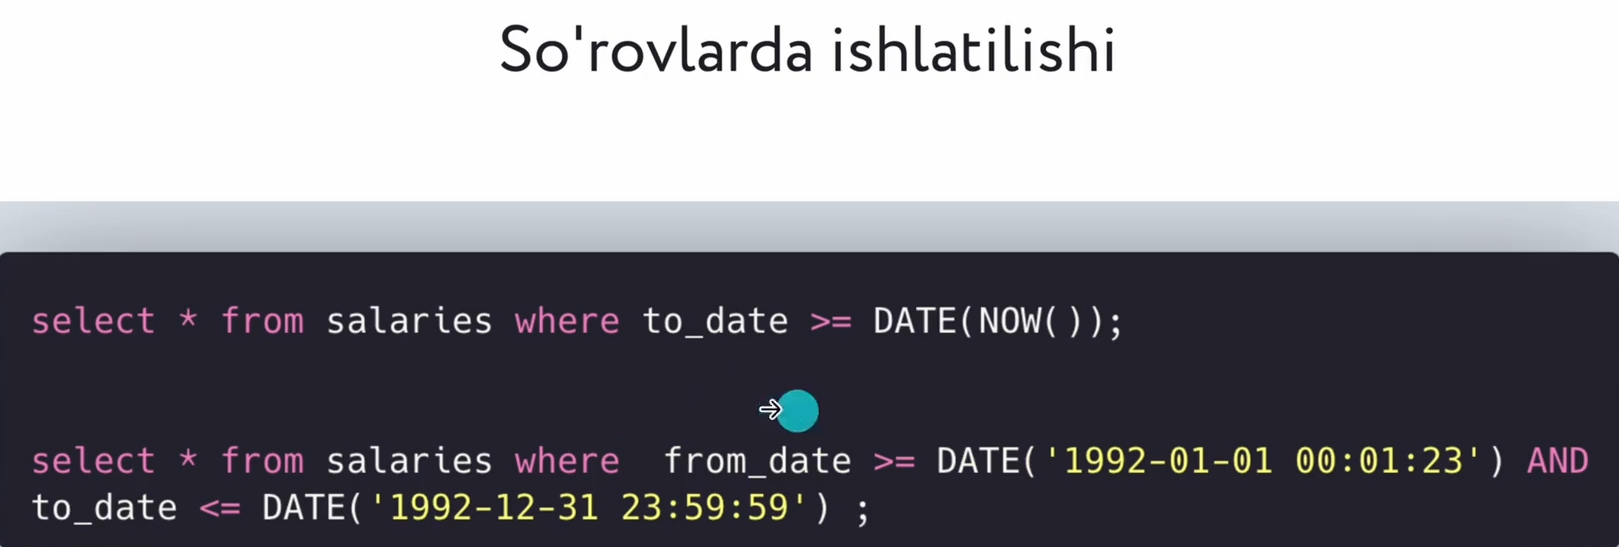 So'rovlarda ishlatilishi
select * from salaries where to_date >= DATE(NOW());
select * from salaries where  from_date >= DATE('1992-01-01 00:01:23') AND
to_date <= DATE('1992-12-31 23:59:59') ;